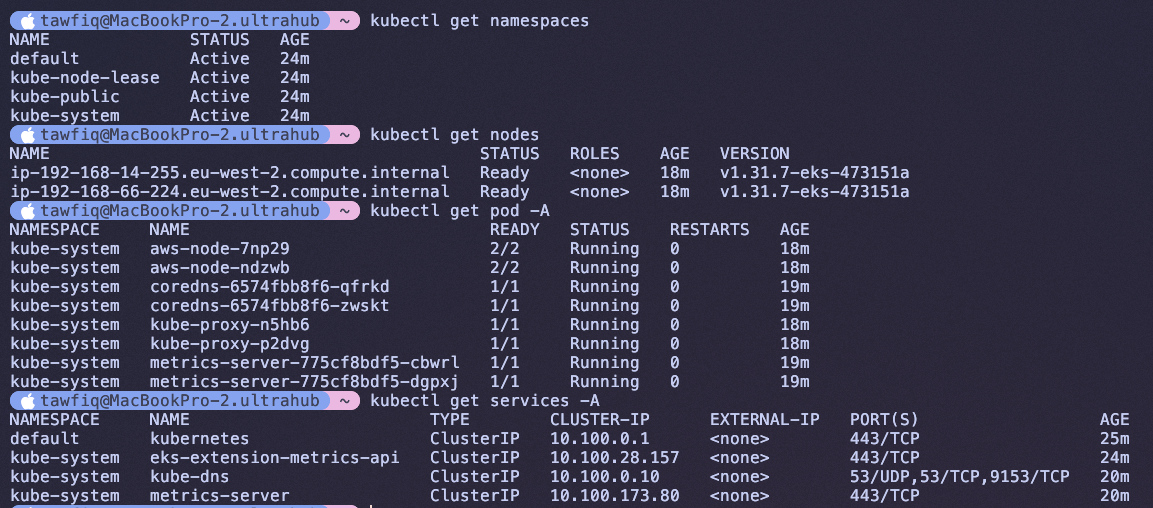 tawfiq@MacBookPro-2.ultrahub ~ kubectl get namespaces
NAME STATUS AGE
default Active 24m
kube-node-lease Active 24m
kube-public Active 24m
kube-system Active 24m
tawfiq@MacBookPro-2.ultrahub ~ kubectl get nodes
NAME STATUS ROLES AGE VERSION
ip-192-168-14-255.eu-west-2.compute.internal Ready <none> 18m v1.31.7-eks-473151a
ip-192-168-66-224.eu-west-2.compute.internal Ready <none> 18m v1.31.7-eks-473151a
tawfiq@MacBookPro-2.ultrahub ~ kubectl get pod -A
NAMESPACE NAME READY STATUS RESTARTS AGE
kube-system aws-node-7np29 2/2 Running 0 18m
kube-system aws-node-ndzwb 2/2 Running 0 18m
kube-system coredns-6574fbb8f6-qfrkd 1/1 Running 0 19m
kube-system coredns-6574fbb8f6-zwskt 1/1 Running 0 19m
kube-system kube-proxy-n5hb6 1/1 Running 0 18m
kube-system kube-proxy-p2dvg 1/1 Running 0 18m
kube-system metrics-server-775cf8bdf5-cbwrl 1/1 Running 0 19m
kube-system metrics-server-775cf8bdf5-dgpxj 1/1 Running 0 19m
tawfiq@MacBookPro-2.ultrahub ~ kubectl get services -A
NAMESPACE NAME TYPE CLUSTER-IP EXTERNAL-IP PORT(S) AGE
default kubernetes ClusterIP 10.100.0.1 <none> 443/TCP 25m
kube-system eks-extension-metrics-api ClusterIP 10.100.28.157 <none> 443/TCP 24m
kube-system kube-dns ClusterIP 10.100.0.10 <none> 53/UDP,53/TCP,9153/TCP 20m
kube-system metrics-server ClusterIP 10.100.173.80 <none> 443/TCP 20m
tawfiq@MacBookPro-2.ultrahub ~